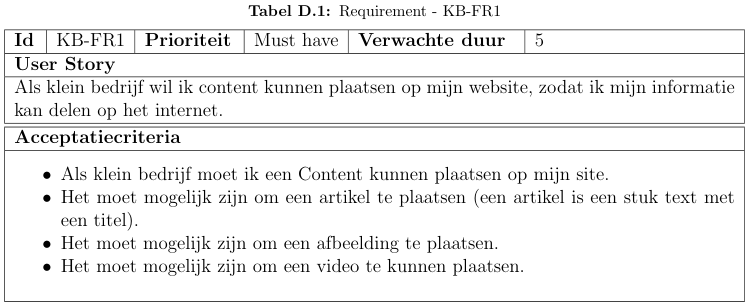 Tabel D.1: Requirement - KB-FR1
Id KB-FR1 Prioriteit Must have Verwachte duur 5
User Story
Als klein bedrijf wil ik content kunnen plaatsen op mijn website, zodat ik mijn informatie
kan delen op het internet.
Acceptatiecriteria
• Als klein bedrijf moet ik een Content kunnen plaatsen op mijn site.
• Het moet mogelijk zijn om een artikel te plaatsen (een artikel is een stuk text met
een titel).
• Het moet mogelijk zijn om een afbeelding te plaatsen.
• Het moet mogelijk zijn om een video te kunnen plaatsen.